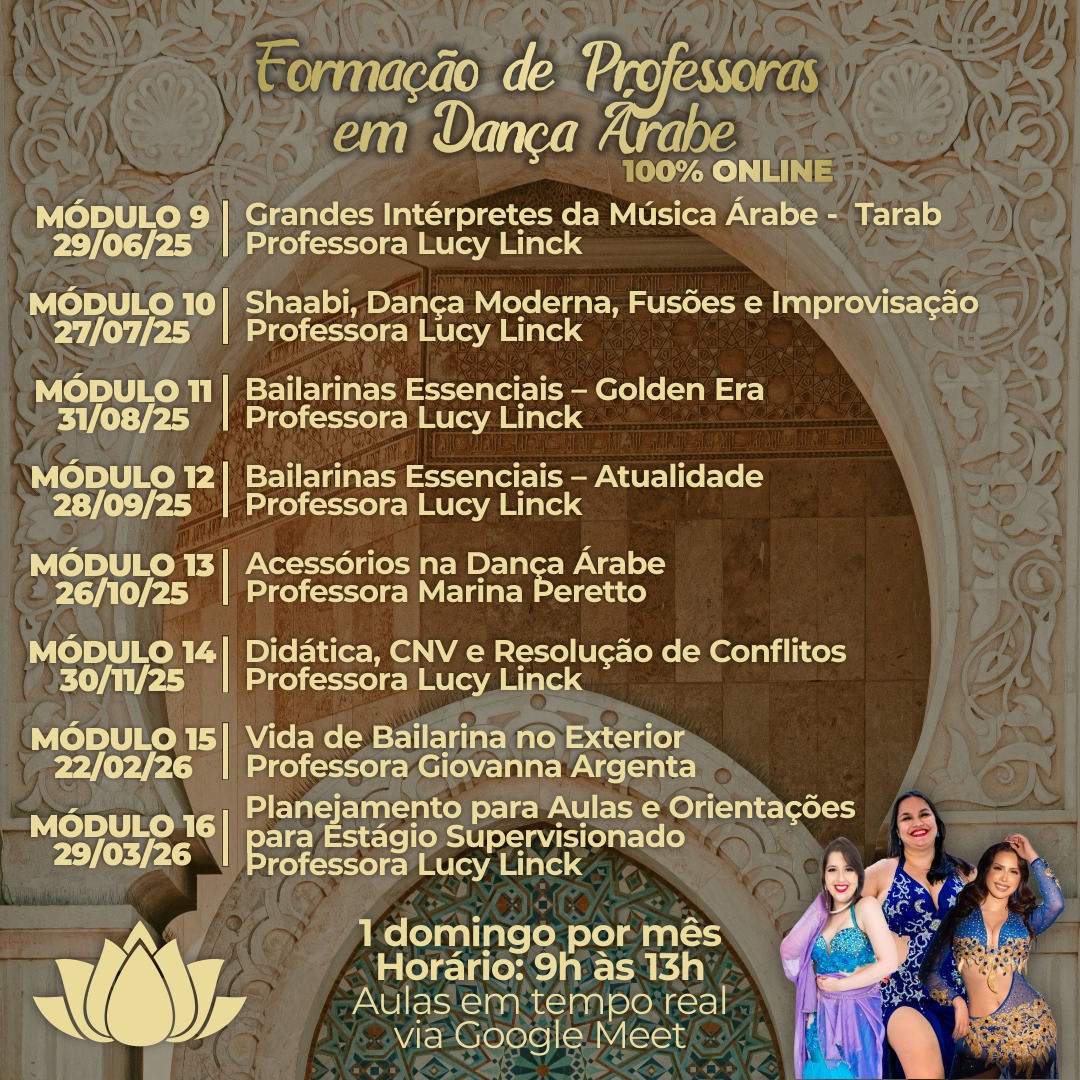 Formação de Professoras
em Dança Árabe
100% ONLINE
MÓDULO 9
29/06/25
Grandes Intérpretes da Música Árabe - Tarab
Professora Lucy Linck
MÓDULO 10
27/07/25
Shaabi, Dança Moderna, Fusões e Improvisação
Professora Lucy Linck
MÓDULO 11
31/08/25
Bailarinas Essenciais – Golden Era
Professora Lucy Linck
MÓDULO 12
28/09/25
Bailarinas Essenciais – Atualidade
Professora Lucy Linck
MÓDULO 13
26/10/25
Acessórios na Dança Árabe
Professora Marina Peretto
MÓDULO 14
30/11/25
Didática, CNV e Resolução de Conflitos
Professora Lucy Linck
MÓDULO 15
22/02/26
Vida de Bailarina no Exterior
Professora Giovanna Argenta
MÓDULO 16
29/03/26
Planejamento para Aulas e Orientações
para Estágio Supervisionado
Professora Lucy Linck
1 domingo por mês
Horário: 9h às 13h
Aulas em tempo real
via Google Meet